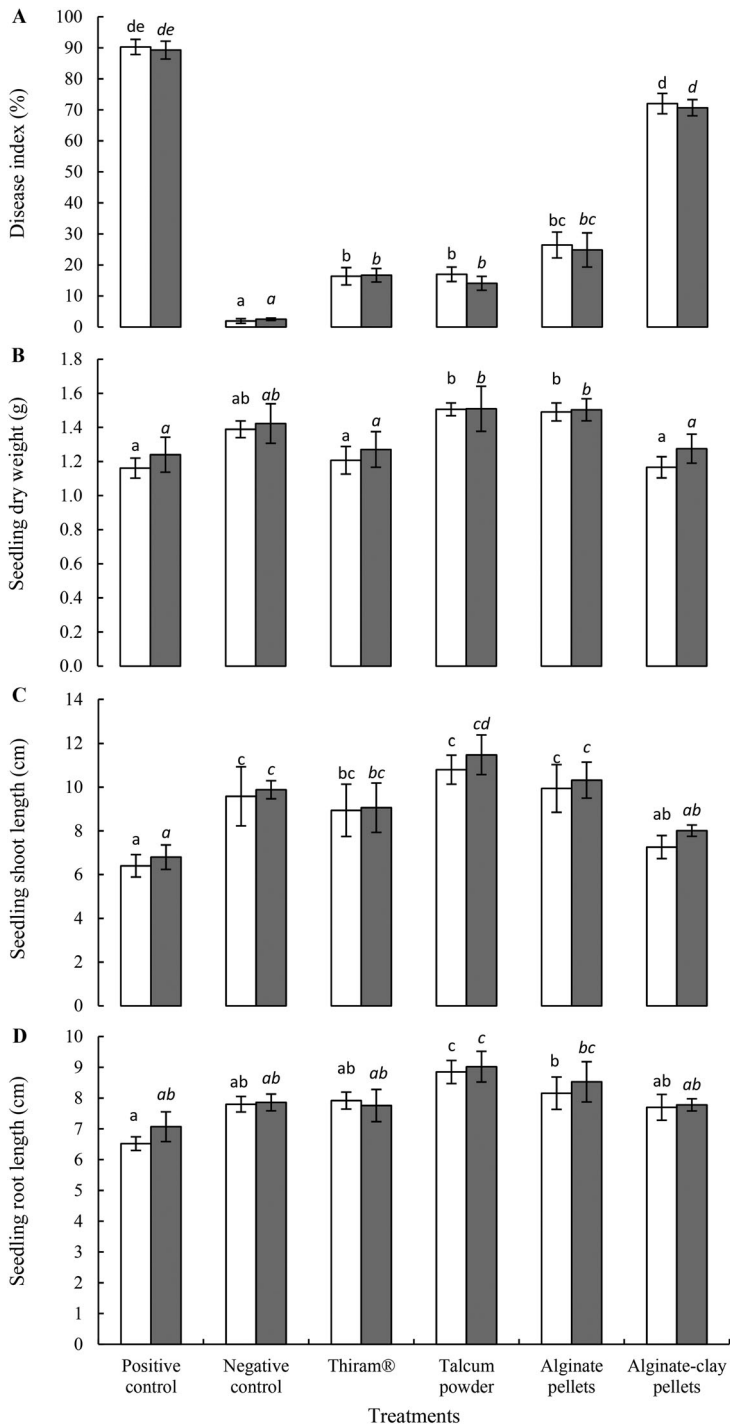 A
Disease index (%)
100
90
80
70
60
50
40
30
20
10
0
de
de
a
a
b
b
b
b
bc
bc
d
d
B
Seedling dry weight (g)
1.8
1.6
1.4
1.2
1.0
0.8
0.6
0.4
0.2
0.0
a
a
ab
ab
a
a
b
b
b
b
a
a
C
Seedling shoot length (cm)
14
12
10
8
6
4
2
0
a
a
c
c
bc
bc
c
cd
c
c
ab
ab
D
Seedling root length (cm)
10
9
8
7
6
5
4
3
2
1
0
a
ab
ab
ab
ab
ab
c
c
b
bc
ab
ab
Positive
control
Negative
control
Thiram®
Talcum
powder
Alginate
pellets
Alginate-clay
pellets
Treatments